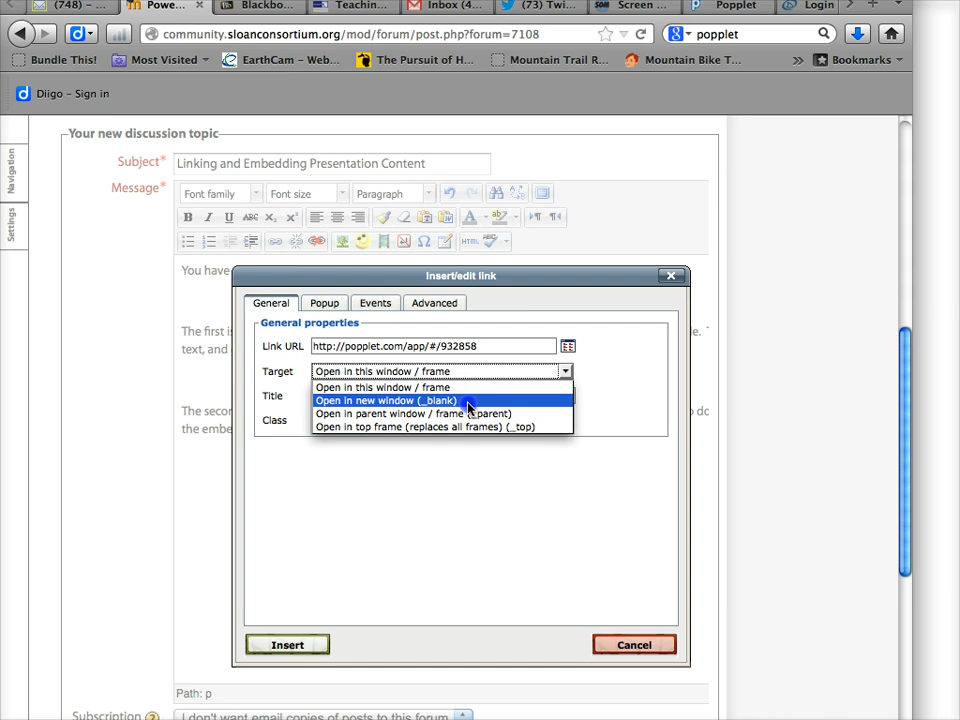 (748) – ...
Powe...
Blackbo...
Teachin...
Inbox (4...
(73) Twi...
Screen ...
Popplet
Login
community.sloanconsortium.org/mod/forum/post.php?forum=7108
popplet
Bundle This!
Most Visited
EarthCam – Web...
The Pursuit of H...
Mountain Trail R...
Mountain Bike T...
»
Bookmarks
Diigo – Sign in
Navigation
Settings
Your new discussion topic
Subject*
Linking and Embedding Presentation Content
Message*
Font family
Font size
Paragraph
B I U ABC X₂ X²
HTML
You have
Insert/edit link
General
Popup
Events
Advanced
General properties
Link URL
http://popplet.com/app/#/932858
Target
Open in this window / frame
Open in this window / frame
Open in new window (_blank)
Open in parent window / frame (_parent)
Open in top frame (replaces all frames) (_top)
Title
Class
The first is
text, and
The secon
the embed
Insert
Cancel
Path: p
Subscription
I don't want email copies of posts to this forum